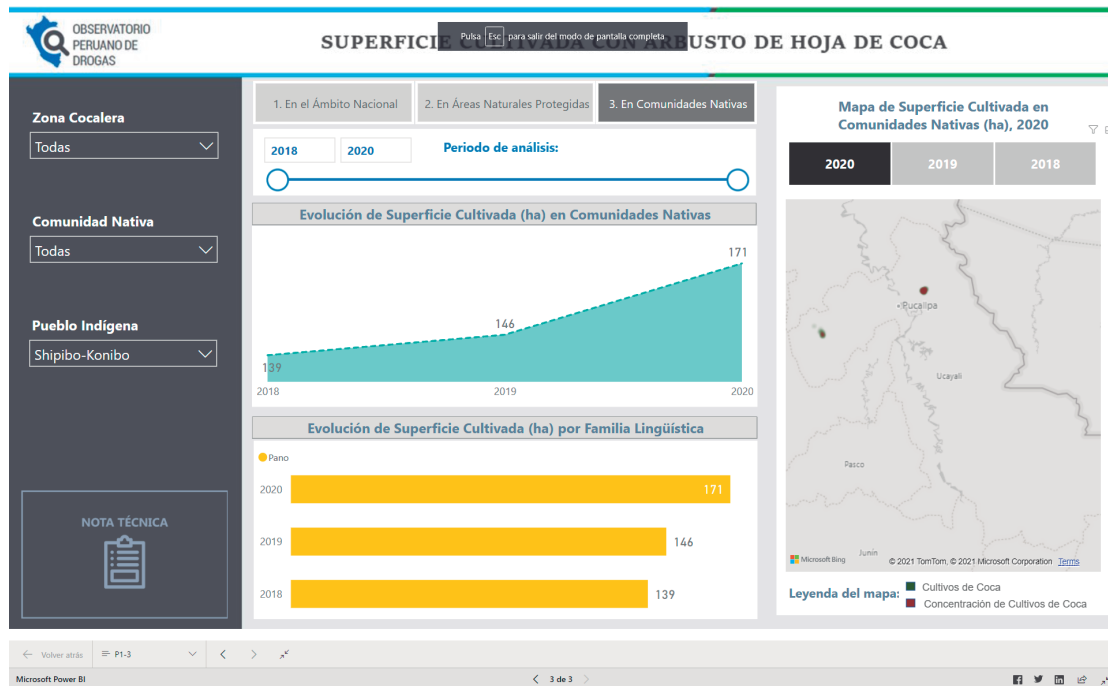 OBSERVATORIO
PERUANO DE
DROGAS
SUPERFICIE CULTIVADA CON ARBUSTO DE HOJA DE COCA
Pulsa Esc para salir del modo de pantalla completa
Zona Cocalera
Todas
Comunidad Nativa
Todas
Pueblo Indígena
Shipibo-Konibo
NOTA TÉCNICA
1. En el Ámbito Nacional
2. En Áreas Naturales Protegidas
3. En Comunidades Nativas
2018
2020
Periodo de análisis:
Evolución de Superficie Cultivada (ha) en Comunidades Nativas
171
146
139
2018
2019
2020
Evolución de Superficie Cultivada (ha) por Familia Lingüística
Pano
2020
171
2019
146
2018
139
Mapa de Superficie Cultivada en
Comunidades Nativas (ha), 2020
2020
2019
2018
Pucallpa
Ucayali
Pasco
Junín
Microsoft Bing
© 2021 TomTom, © 2021 Microsoft Corporation Terms
Leyenda del mapa:
Cultivos de Coca
Concentración de Cultivos de Coca
Volver atrás
P1-3
Microsoft Power BI
3 de 3